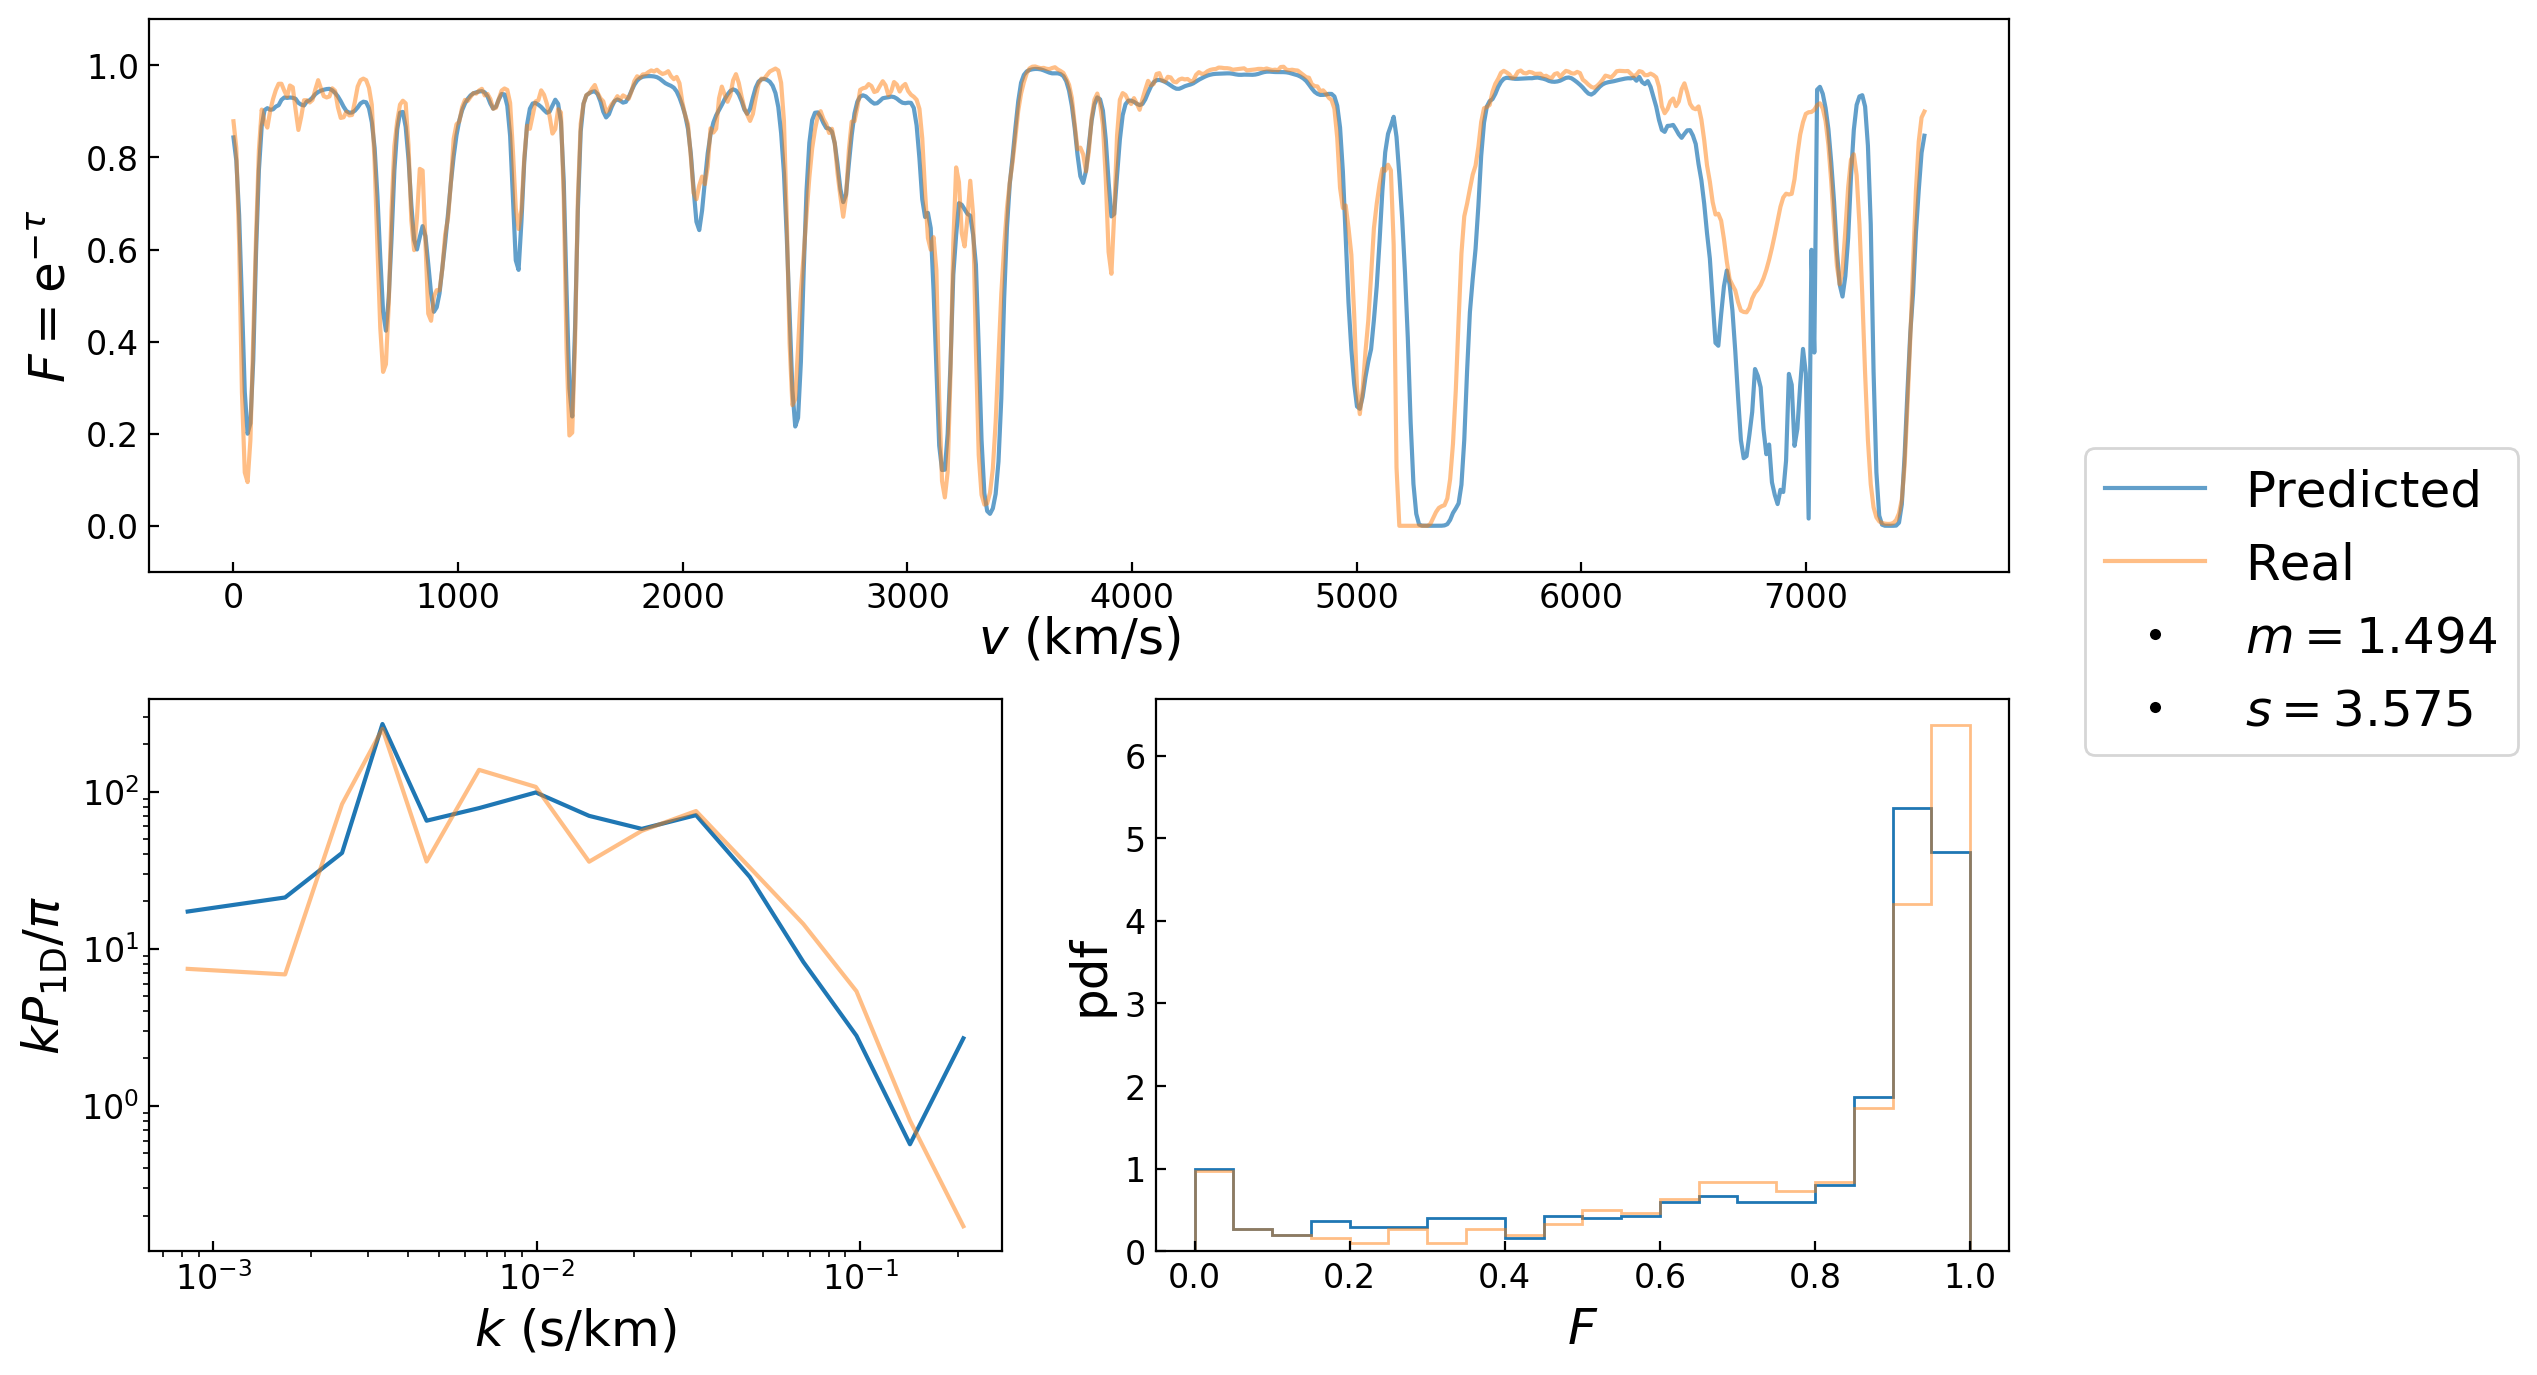 1.0
0.8
0.6
0.4
0.2
0.0
F = e^{−τ}
0 1000 2000 3000 4000 5000 6000 7000
v (km/s)
Predicted
Real
m = 1.494
s = 3.575
10^2
10^1
10^0
kP_{1D}/π
10^{−3} 10^{−2} 10^{−1}
k (s/km)
6
5
4
3
2
1
0
pdf
0.0 0.2 0.4 0.6 0.8 1.0
F